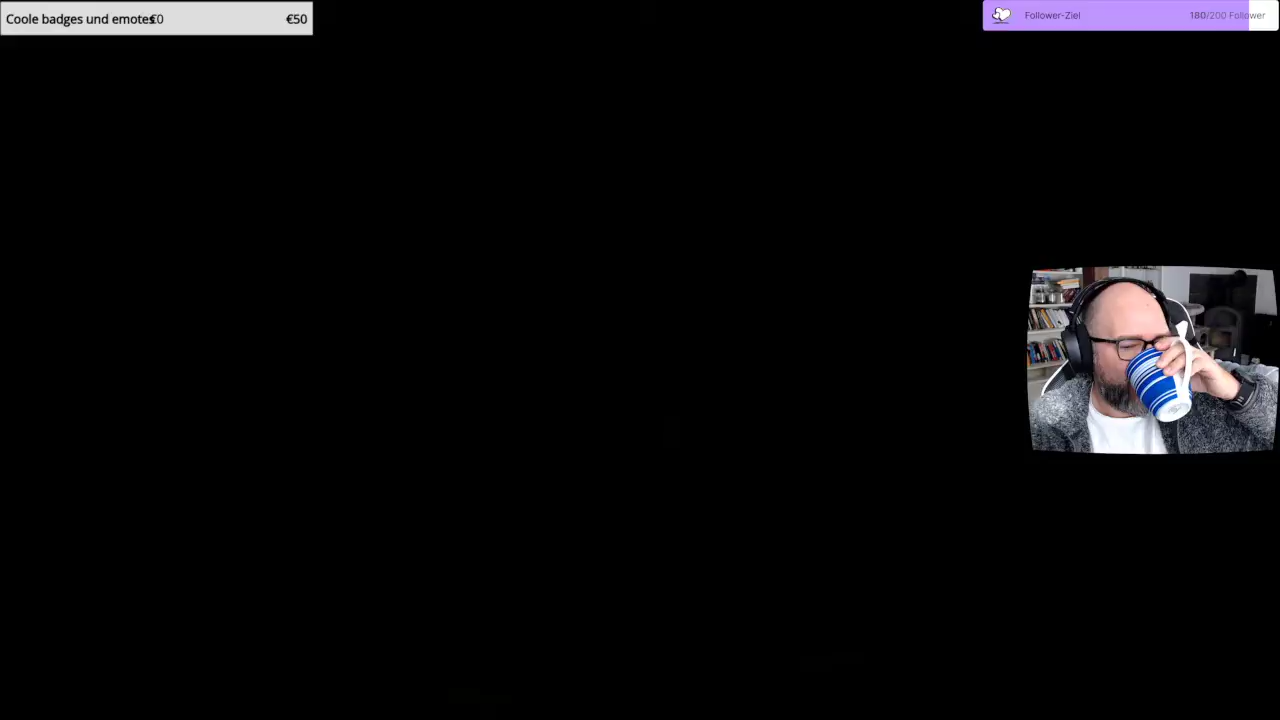 Coole badges und emotes€0 €50
Follower-Ziel 180/200 Follower